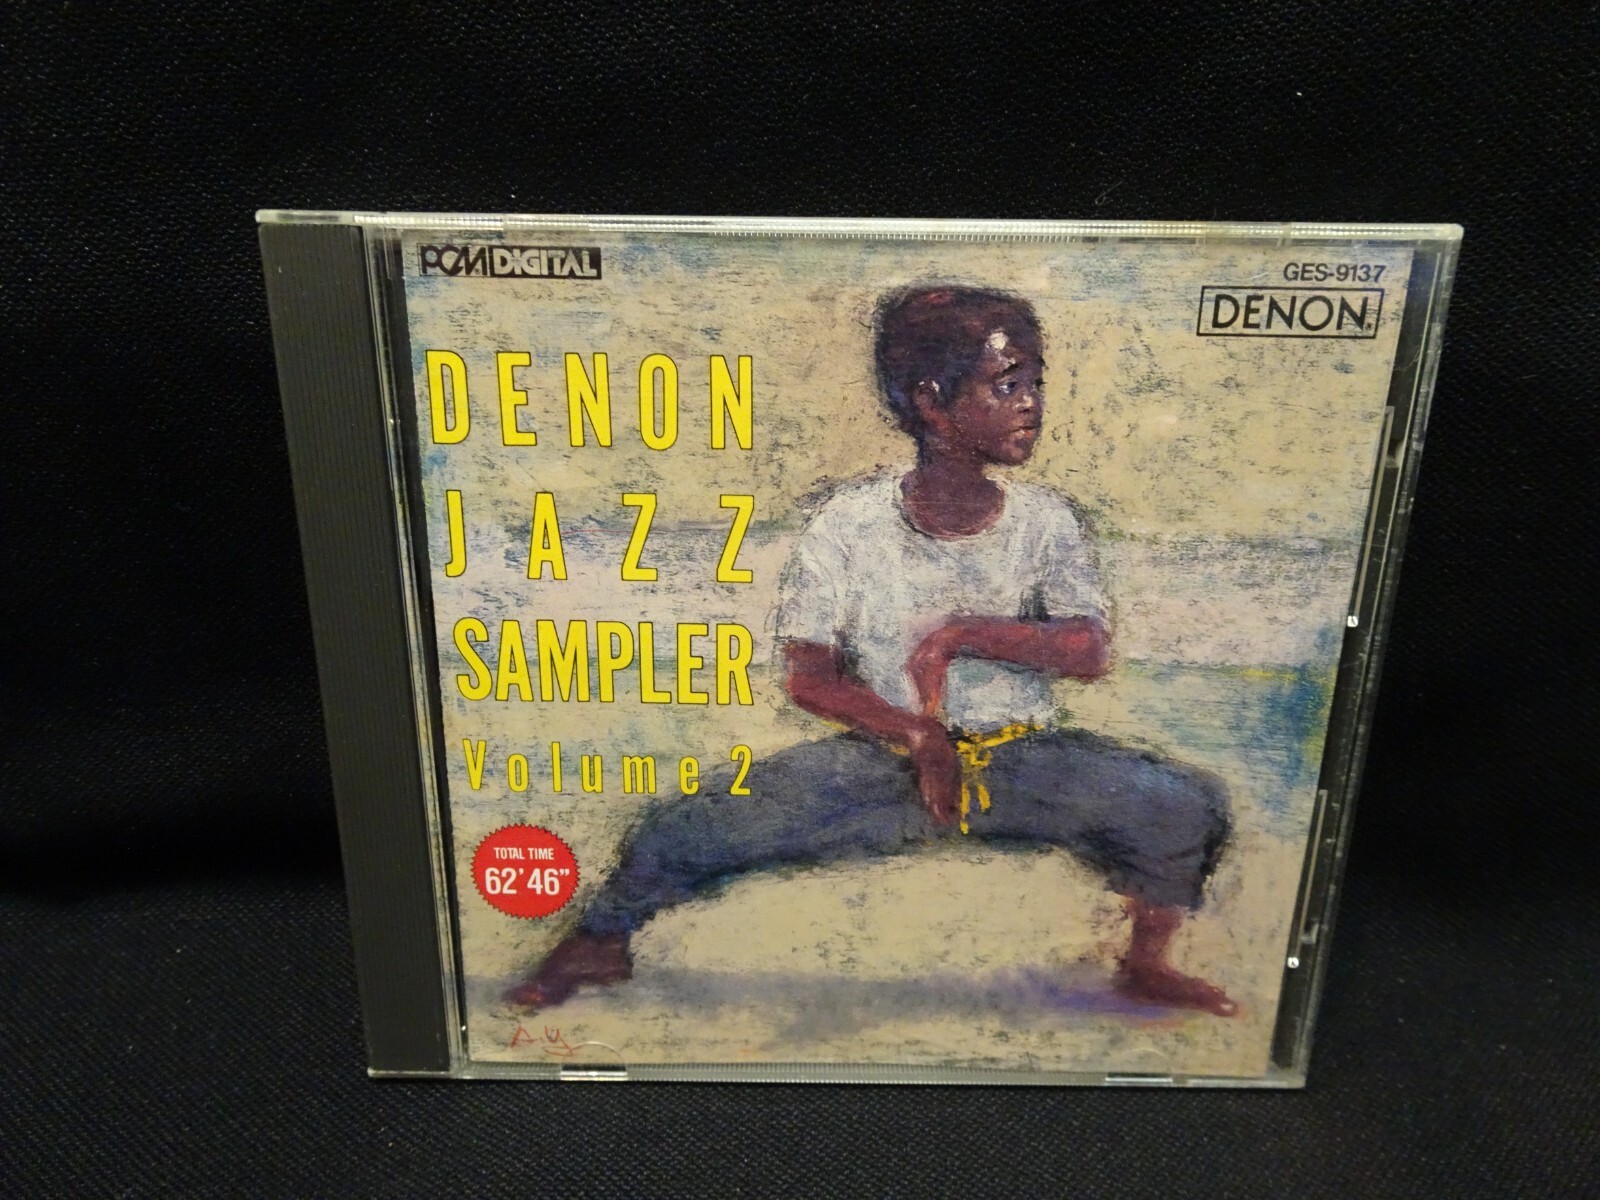 PCM DIGITAL
GES-9137
DENON
DENON
JAZZ
SAMPLER
Volume 2
TOTAL TIME
62'46"
A.Y